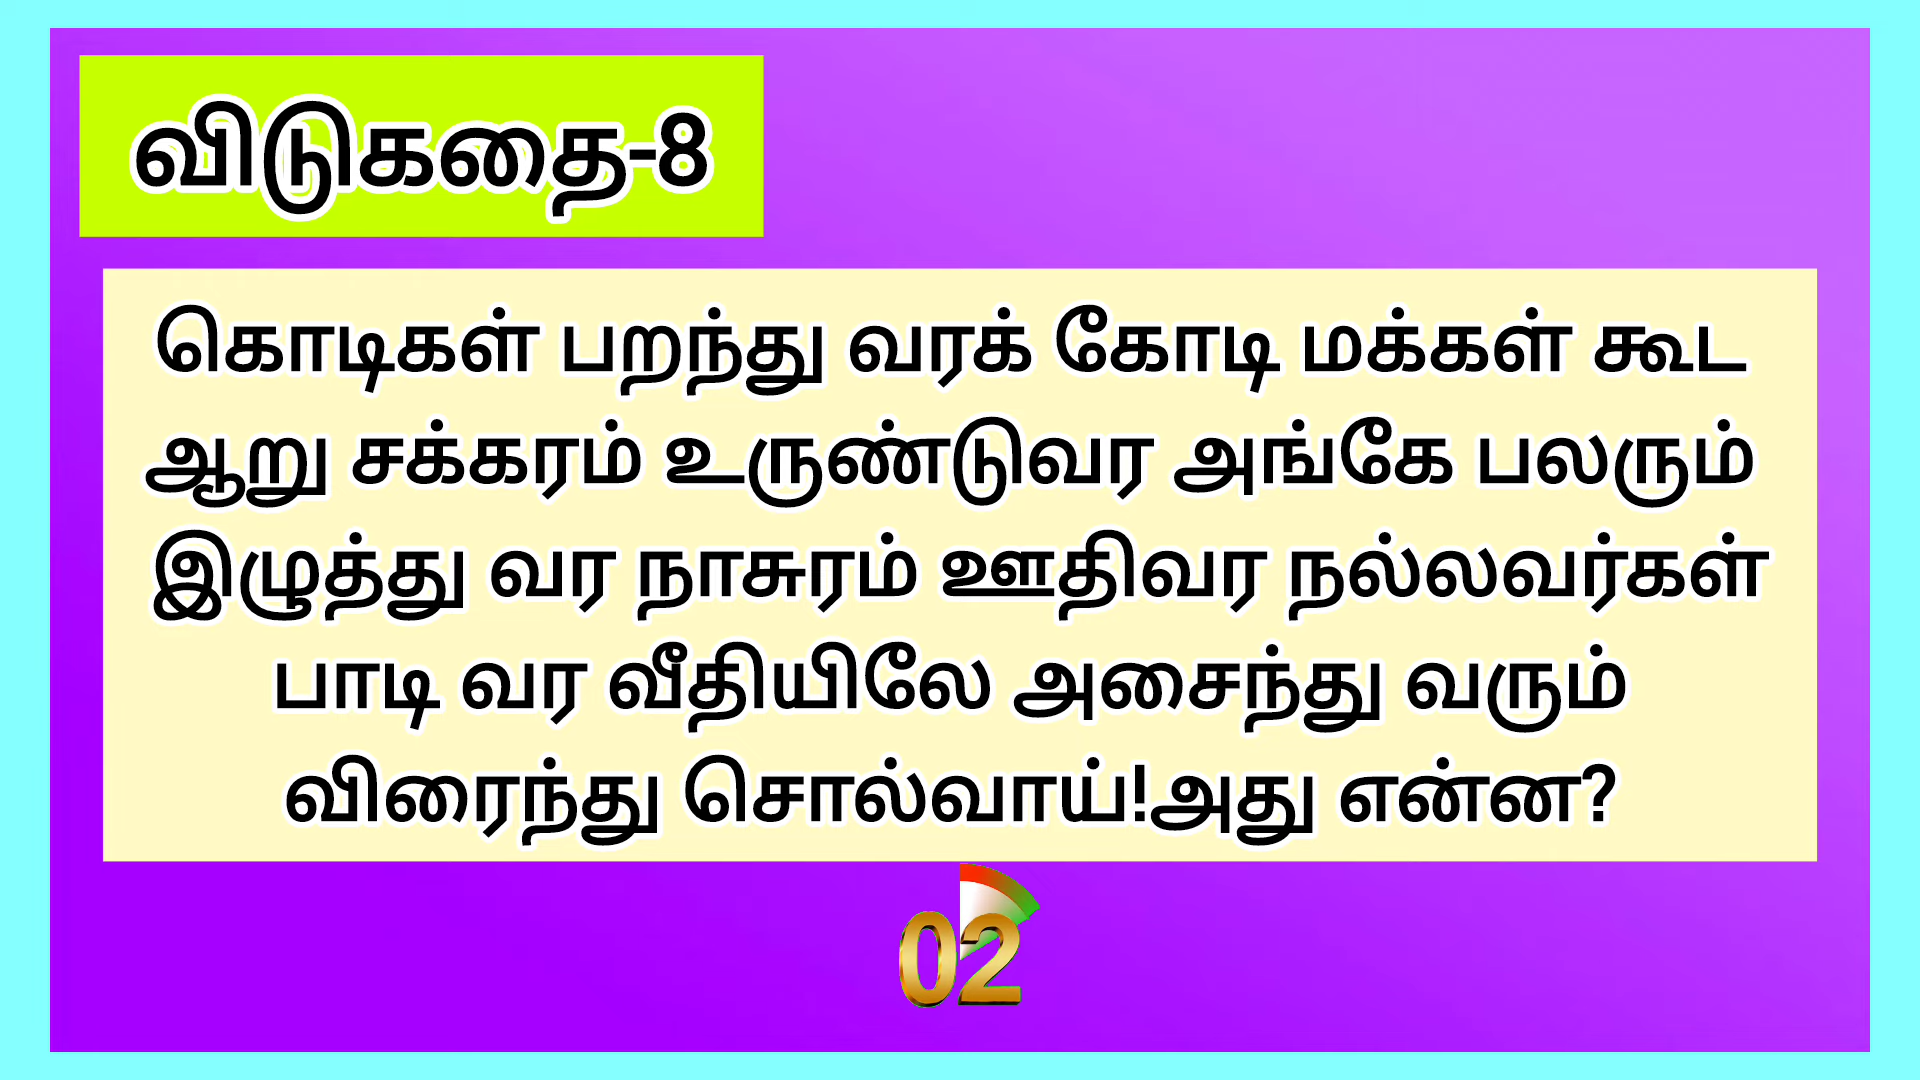 விடுகதை-8
கொடிகள் பறந்து வரக் கோடி மக்கள் கூட
ஆறு சக்கரம் உருண்டுவர அங்கே பலரும்
இழுத்து வர நாசுரம் ஊதிவர நல்லவர்கள்
பாடி வர வீதியிலே அசைந்து வரும்
விரைந்து சொல்வாய்!அது என்ன?
02